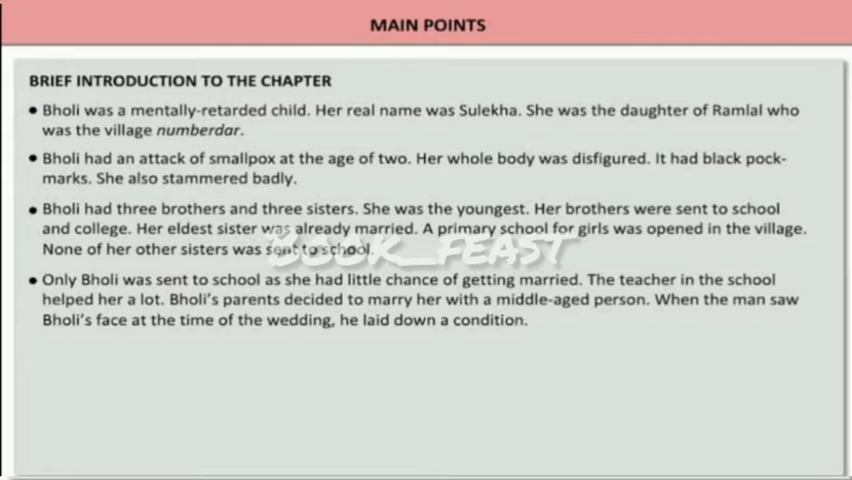 MAIN POINTS
BRIEF INTRODUCTION TO THE CHAPTER
• Bholi was a mentally-retarded child. Her real name was Sulekha. She was the daughter of Ramlal who
was the village numberdar.
• Bholi had an attack of smallpox at the age of two. Her whole body was disfigured. It had black pock-
marks. She also stammered badly.
• Bholi had three brothers and three sisters. She was the youngest. Her brothers were sent to school
and college. Her eldest sister was already married. A primary school for girls was opened in the village.
None of her other sisters was sent to school.
BOOK_FEAST
• Only Bholi was sent to school as she had little chance of getting married. The teacher in the school
helped her a lot. Bholi's parents decided to marry her with a middle-aged person. When the man saw
Bholi's face at the time of the wedding, he laid down a condition.